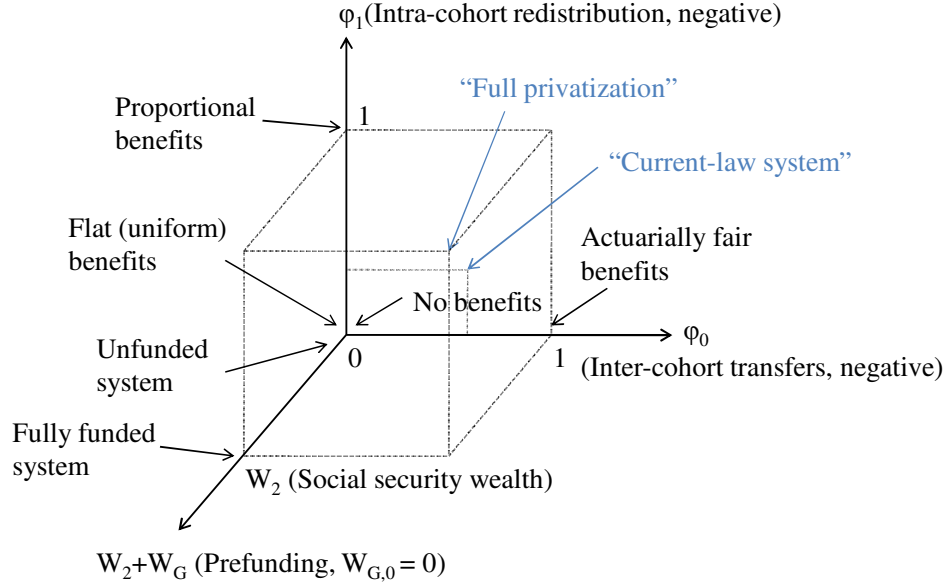 φ1(Intra-cohort redistribution, negative)
“Full privatization”
Proportional
benefits
1
“Current-law system”
Flat (uniform)
benefits
Actuarially fair
benefits
No benefits
φ0
Unfunded
system
0
1
(Inter-cohort transfers, negative)
Fully funded
system
W2 (Social security wealth)
W2+WG (Prefunding, WG,0 = 0)